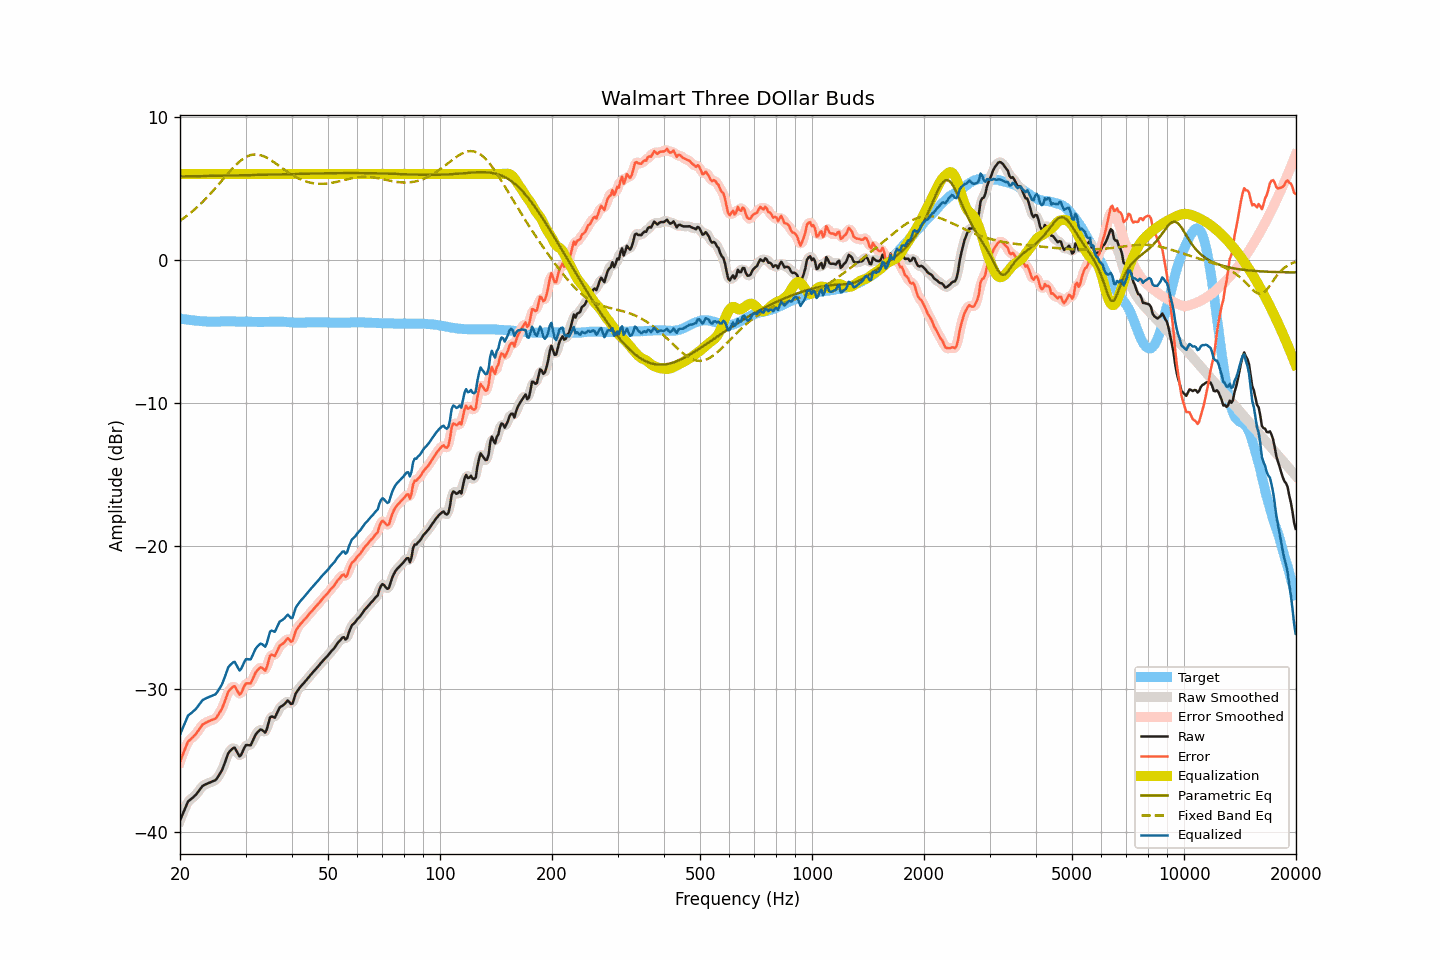 Walmart Three DOllar Buds
10
0
−10
−20
−30
−40
Amplitude (dBr)
20
50
100
200
500
1000
2000
5000
10000
20000
Frequency (Hz)
Target
Raw Smoothed
Error Smoothed
Raw
Error
Equalization
Parametric Eq
Fixed Band Eq
Equalized